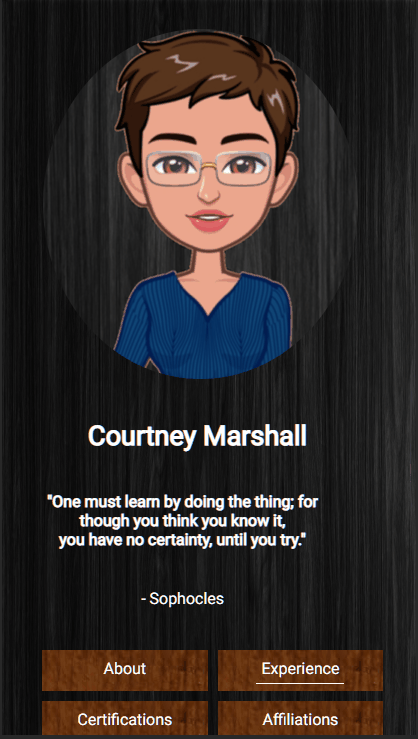 Courtney Marshall
"One must learn by doing the thing; for
though you think you know it,
you have no certainty, until you try."
- Sophocles
About
Experience
Certifications
Affiliations